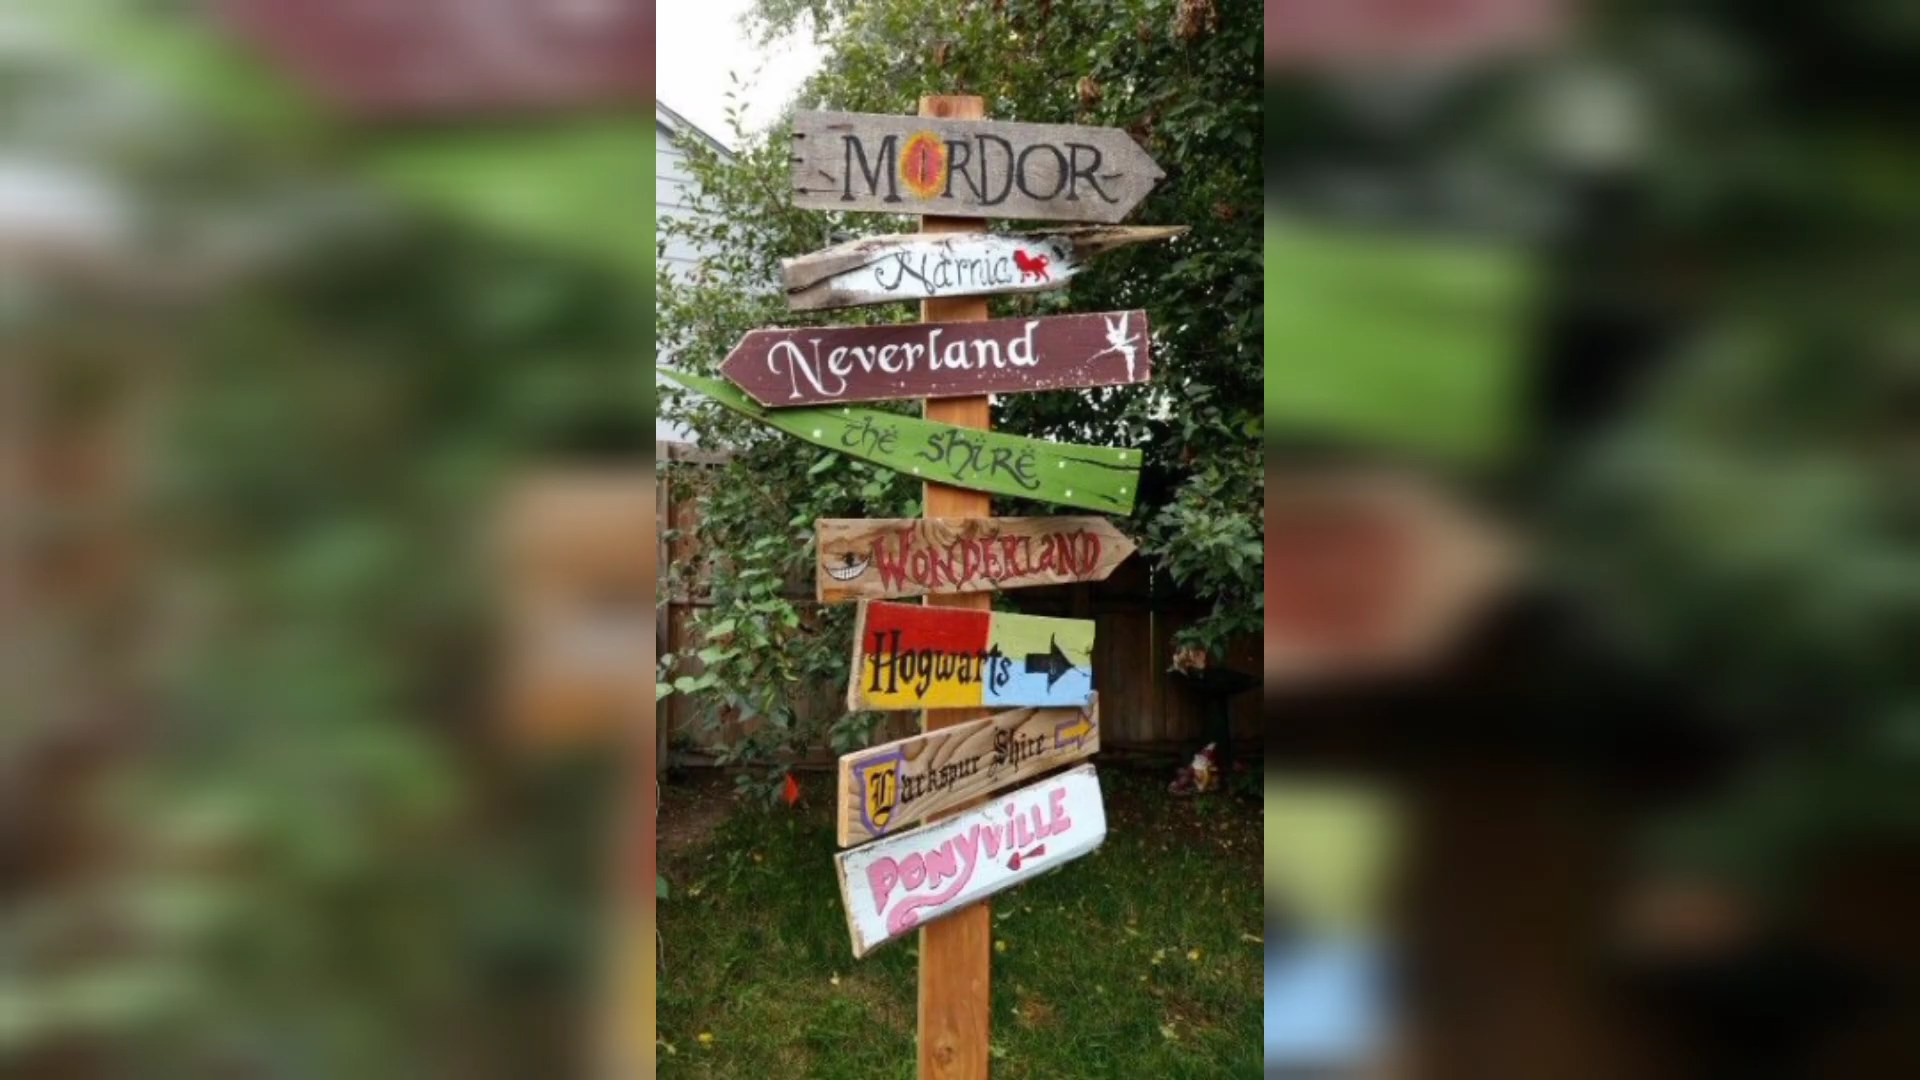 MORDOR
Narnia
Neverland
the shire
WONDERLAND
Hogwarts
Larkspur Shire
PONYVILLE